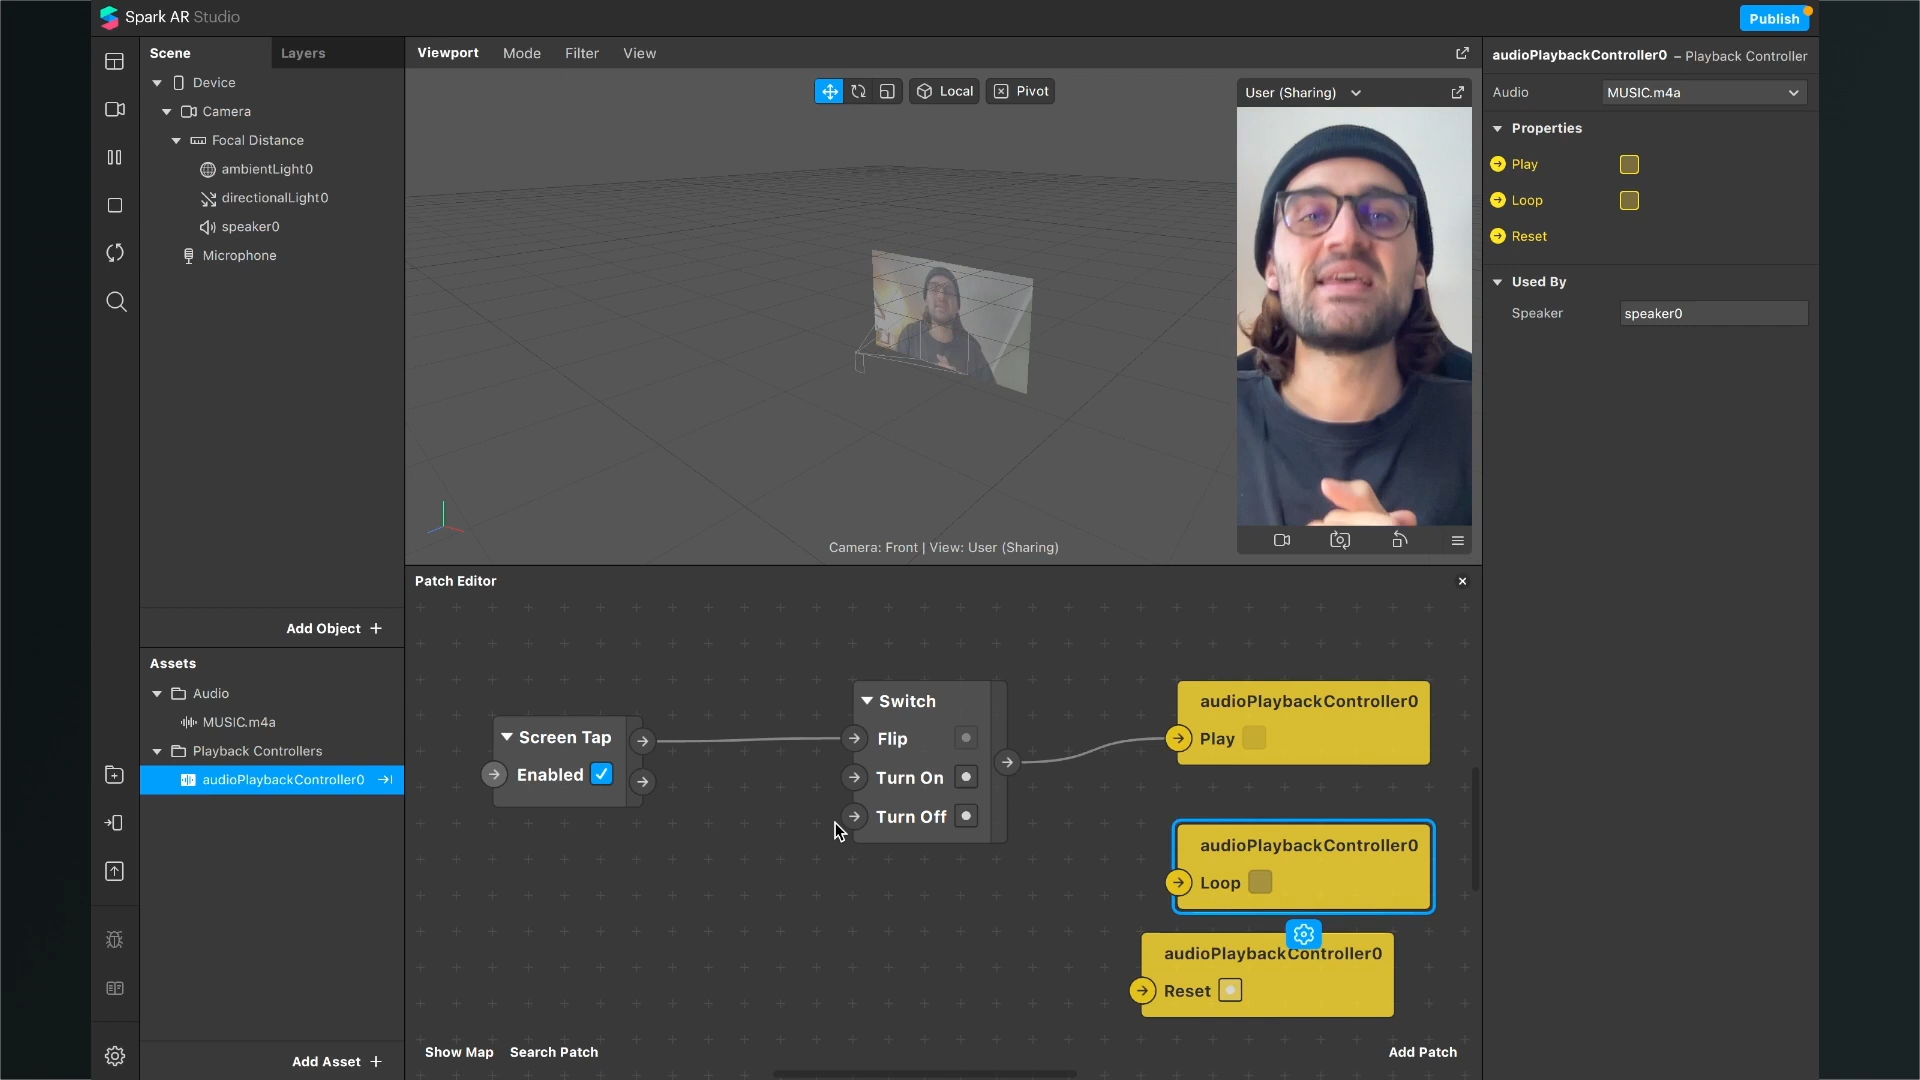 Spark AR Studio
Publish
Scene
Layers
Device
Camera
Focal Distance
ambientLight0
directionalLight0
speaker0
Microphone
Add Object +
Assets
Audio
MUSIC.m4a
Playback Controllers
audioPlaybackController0
Add Asset +
Viewport
Mode
Filter
View
Local
Pivot
User (Sharing)
Camera: Front | View: User (Sharing)
Patch Editor
Screen Tap
Enabled
Switch
Flip
Turn On
Turn Off
audioPlaybackController0
Play
audioPlaybackController0
Loop
audioPlaybackController0
Reset
Show Map
Search Patch
Add Patch
audioPlaybackController0 – Playback Controller
Audio
MUSIC.m4a
Properties
Play
Loop
Reset
Used By
Speaker
speaker0